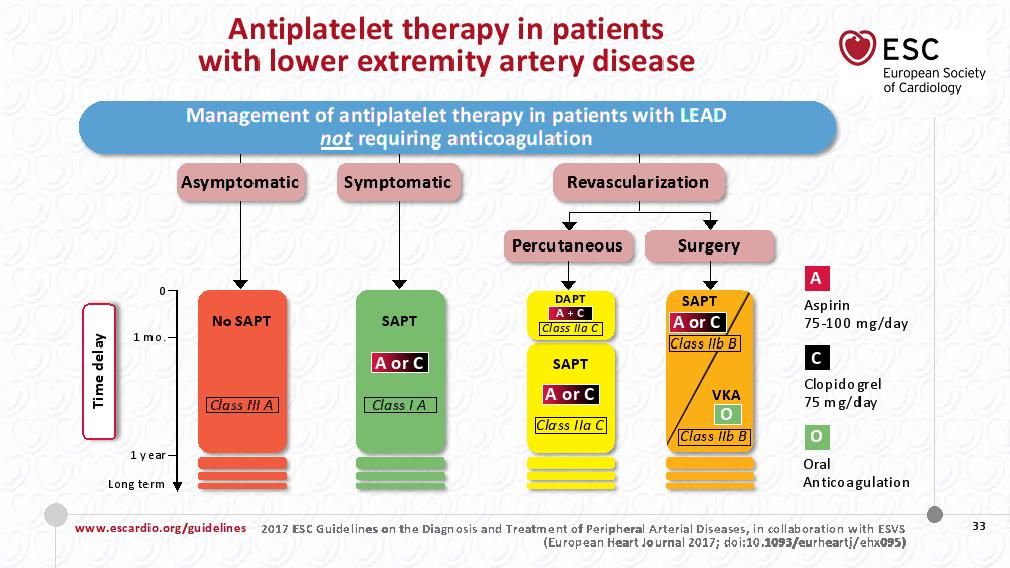 Antiplatelet therapy in patients
with lower extremity artery disease
ESC
European Society
of Cardiology
Management of antiplatelet therapy in patients with LEAD
not requiring anticoagulation
Asymptomatic
Symptomatic
Revascularization
Percutaneous
Surgery
Time delay
0
1 mo.
1 year
Long term
No SAPT
Class III A
SAPT
A or C
Class I A
DAPT
A + C
Class IIa C
SAPT
A or C
Class IIa C
SAPT
A or C
Class IIb B
VKA
O
Class IIb B
A
Aspirin
75-100 mg/day
C
Clopidogrel
75 mg/day
O
Oral
Anticoagulation
www.escardio.org/guidelines
2017 ESC Guidelines on the Diagnosis and Treatment of Peripheral Arterial Diseases, in collaboration with ESVS
(European Heart Journal 2017; doi:10.1093/eurheartj/ehx095)
33